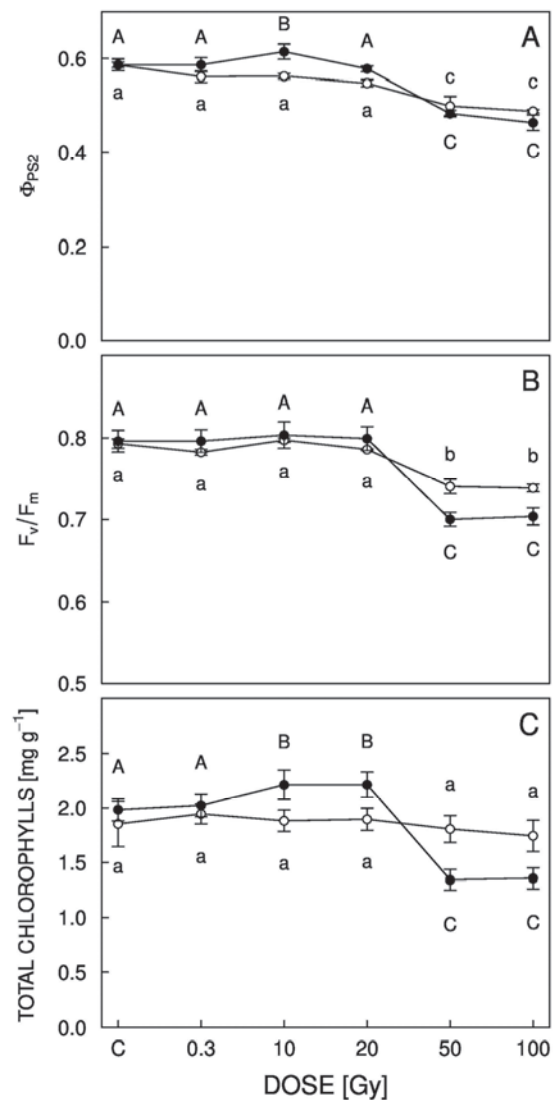 A
A A B A
0.6
a a a a c c
C C
0.4
ΦPS2
0.2
0.0
B
A A A A
0.8
b b
a a a a
0.7
Fv/Fm
C C
0.6
0.5
C
A A B B
2.5
a a
2.0
a a a a
1.5
TOTAL CHLOROPHYLLS [mg g⁻¹]
C C
1.0
0.5
0.0
C 0.3 10 20 50 100
DOSE [Gy]